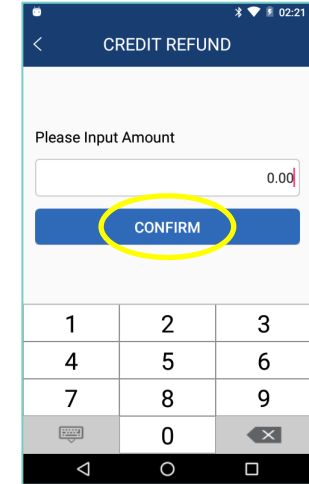 02:21
CREDIT REFUND
Please Input Amount
0.00
CONFIRM
1 2 3
4 5 6
7 8 9
0